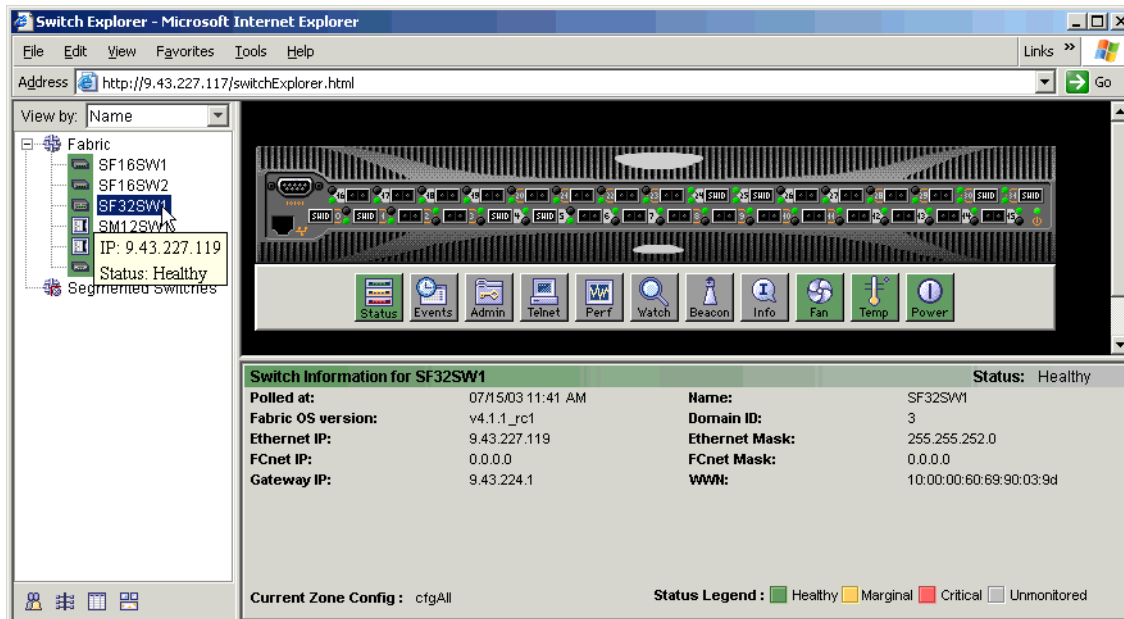 Switch Explorer - Microsoft Internet Explorer
File Edit View Favorites Tools Help Links »
Address http://9.43.227.117/switchExplorer.html Go
View by: Name
Fabric
SF16SW1
SF16SW2
SF32SW1
IP: 9.43.227.119
Status: Healthy
Segmented Switches
Status Events Admin Telnet Perf Watch Beacon Info Fan Temp Power
Switch Information for SF32SW1 Status: Healthy
Polled at: 07/15/03 11:41 AM Name: SF32SW1
Fabric OS version: v4.1.1_rc1 Domain ID: 3
Ethernet IP: 9.43.227.119 Ethernet Mask: 255.255.252.0
FCnet IP: 0.0.0.0 FCnet Mask: 0.0.0.0
Gateway IP: 9.43.224.1 WWN: 10:00:00:60:69:90:03:9d
Current Zone Config : cfgAll Status Legend : Healthy Marginal Critical Unmonitored